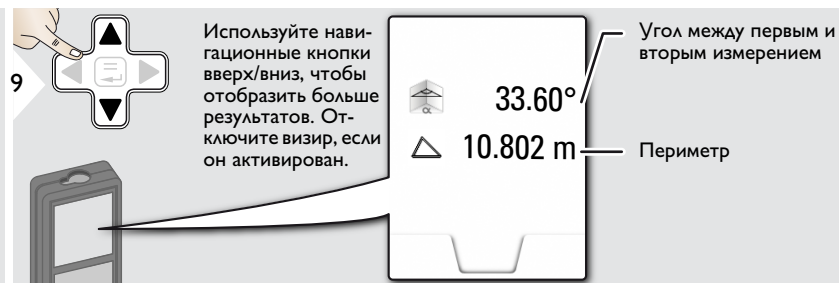 9
Используйте нави-
гационные кнопки
вверх/вниз, чтобы
отобразить больше
результатов. От-
ключите визир, если
он активирован.
α
33.60°
10.802 m
Угол между первым и
вторым измерением
Периметр